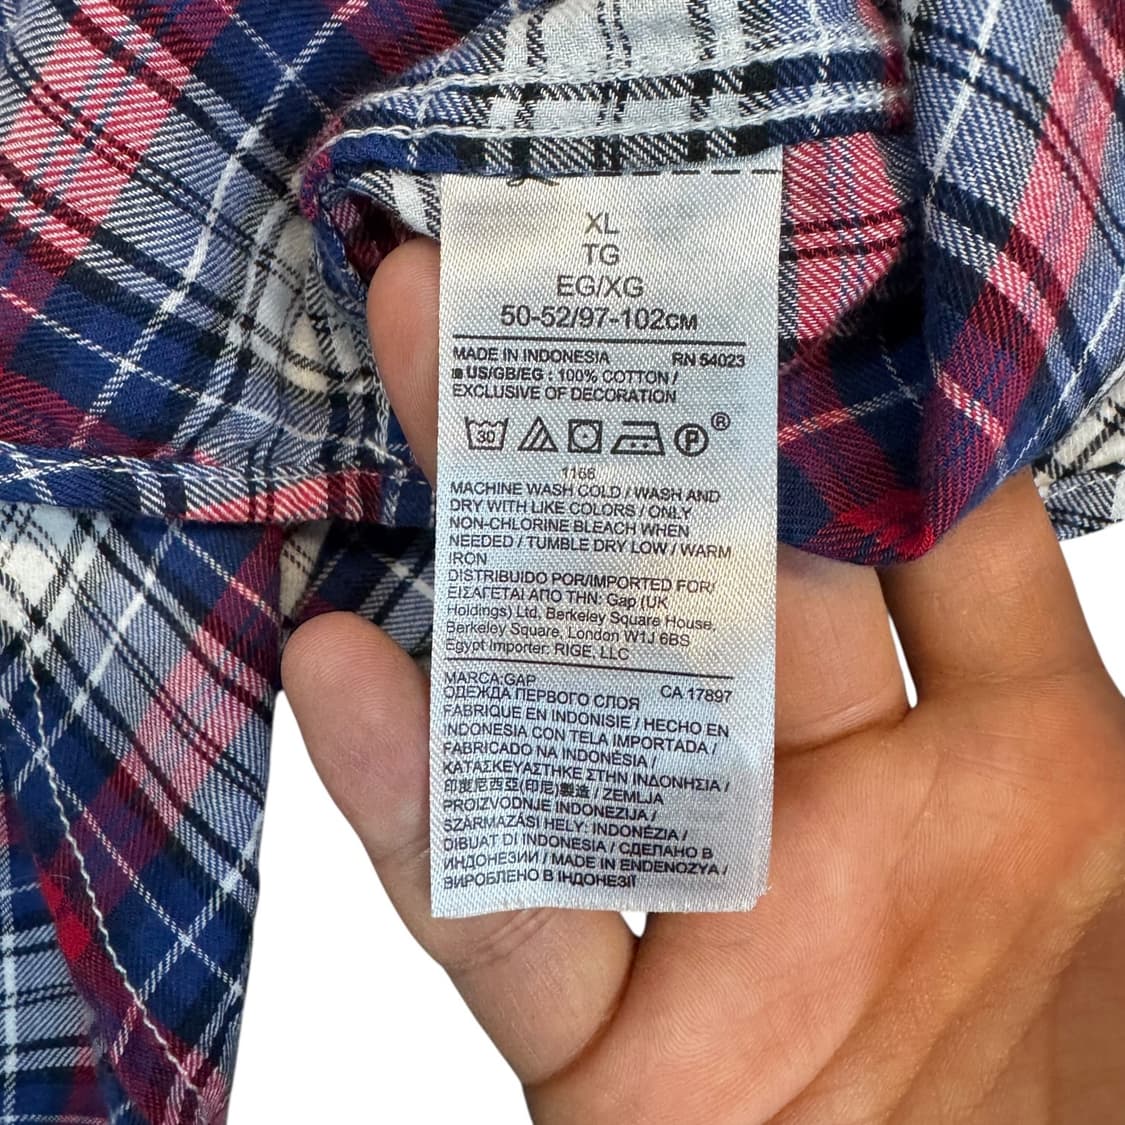 XL
TG
EG/XG
50-52/97-102CM
MADE IN INDONESIA RN 54023
US/GB/EG : 100% COTTON /
EXCLUSIVE OF DECORATION
30 P ®
1166
MACHINE WASH COLD / WASH AND
DRY WITH LIKE COLORS / ONLY
NON-CHLORINE BLEACH WHEN
NEEDED / TUMBLE DRY LOW / WARM
IRON
DISTRIBUIDO POR/IMPORTED FOR/
ΕΙΣΑΓΕΤΑΙ ΑΠΟ ΤΗΝ: Gap (UK
Holdings) Ltd, Berkeley Square House,
Berkeley Square, London W1J 6BS
Egypt Importer: RIGE, LLC
MARCA:GAP CA 17897
ОДЕЖДА ПЕРВОГО СЛОЯ
FABRIQUE EN INDONISIE / HECHO EN
INDONESIA CON TELA IMPORTADA /
FABRICADO NA INDONÉSIA /
ΚΑΤΑΣΚΕΥΑΣΤΗΚΕ ΣΤΗΝ ΙΝΔΟΝΗΣΙΑ /
印度尼西亞(印尼)製造 / ZEMLJA
PROIZVODNJE INDONEZIJA /
SZÁRMAZÁSI HELY: INDONÉZIA /
DIBUAT DI INDONESIA / СДЕЛАНО В
ИНДОНЕЗИИ / MADE IN ENDENOZYA /
ВИРОБЛЕНО В ІНДОНЕЗІЇ